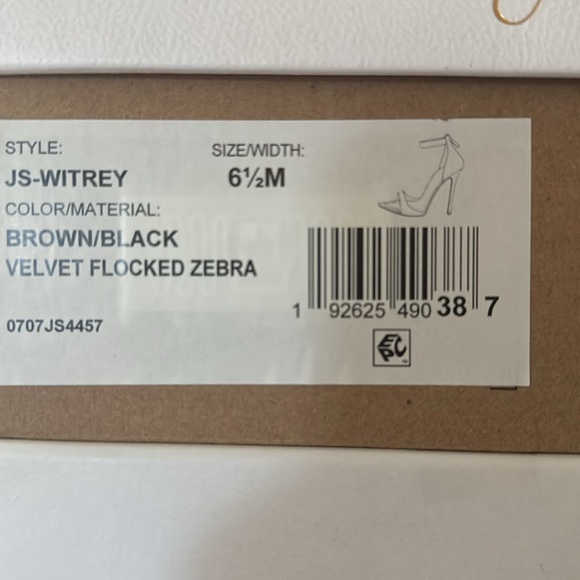 STYLE:
JS-WITREY
SIZE/WIDTH:
6½M
COLOR/MATERIAL:
BROWN/BLACK
VELVET FLOCKED ZEBRA
0707JS4457
1 92625 490 38 7
EPC